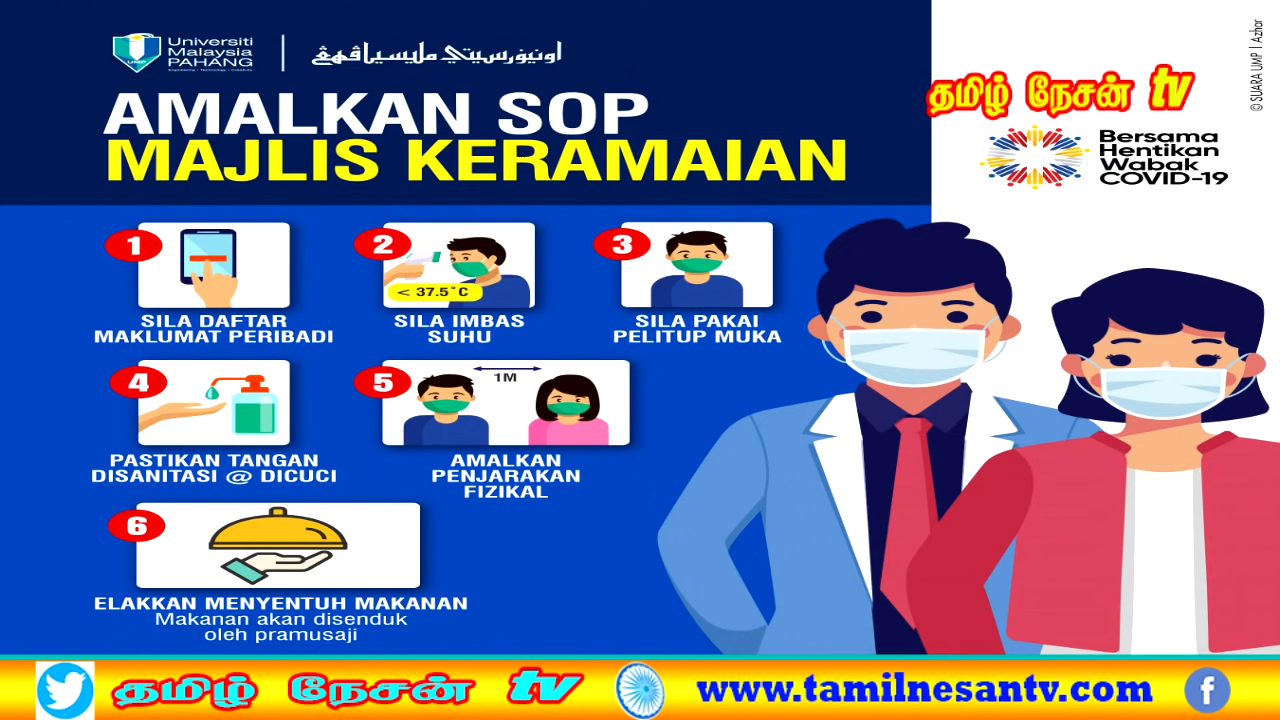 Universiti
Malaysia
PAHANG
اونيۏرسيتي مليسيا ڤهڠ
AMALKAN SOP
MAJLIS KERAMAIAN
© SUARA UMP | Azhar
தமிழ் நேசன் tv
Bersama
Hentikan
Wabak
COVID-19
1
SILA DAFTAR
MAKLUMAT PERIBADI
2
< 37.5°C
SILA IMBAS
SUHU
3
SILA PAKAI
PELITUP MUKA
4
PASTIKAN TANGAN
DISANITASI @ DICUCI
5
1M
AMALKAN
PENJARAKAN
FIZIKAL
6
ELAKKAN MENYENTUH MAKANAN
Makanan akan disenduk
oleh pramusaji
தமிழ் நேசன் tv
www.tamilnesantv.com